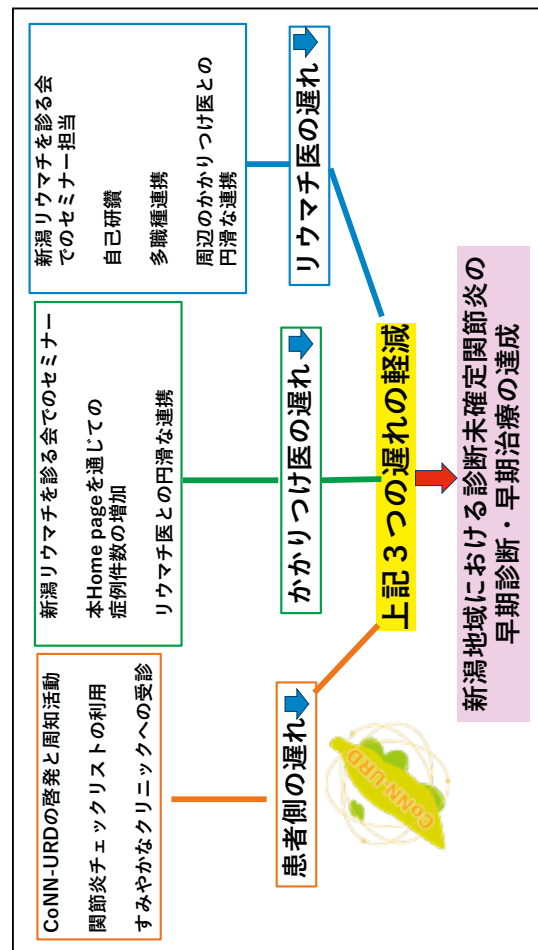 CoNN-URDの啓発と周知活動
関節炎チェックリストの利用
すみやかなクリニックへの受診
新潟リウマチを診る会でのセミナー
本Home pageを通じての
症例件数の増加
リウマチ医との円滑な連携
新潟リウマチを診る会
でのセミナー担当
自己研鑽
多職種連携
周辺のかかりつけ医との
円滑な連携
患者側の遅れ
かかりつけ医の遅れ
リウマチ医の遅れ
上記３つの遅れの軽減
CoNN-URD
新潟地域における診断未確定関節炎の
早期診断・早期治療の達成